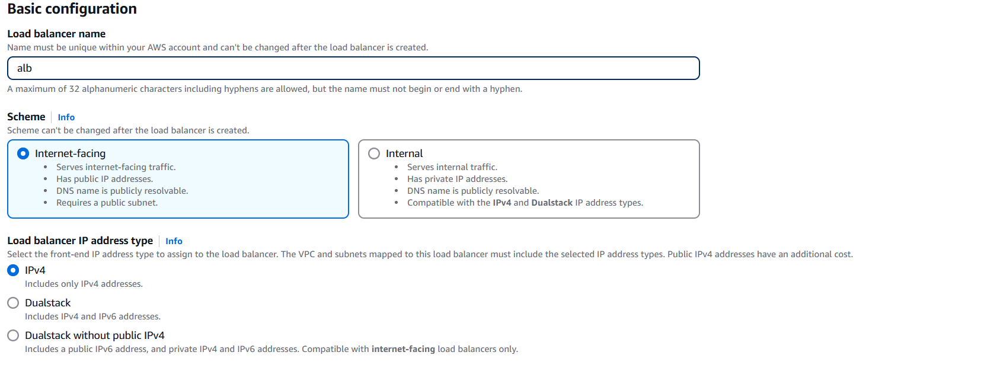 Basic configuration
Load balancer name
Name must be unique within your AWS account and can't be changed after the load balancer is created.
alb
A maximum of 32 alphanumeric characters including hyphens are allowed, but the name must not begin or end with a hyphen.
Scheme | Info
Scheme can't be changed after the load balancer is created.
Internet-facing
• Serves internet-facing traffic.
• Has public IP addresses.
• DNS name is publicly resolvable.
• Requires a public subnet.
Internal
• Serves internal traffic.
• Has private IP addresses.
• DNS name is publicly resolvable.
• Compatible with the IPv4 and Dualstack IP address types.
Load balancer IP address type | Info
Select the front-end IP address type to assign to the load balancer. The VPC and subnets mapped to this load balancer must include the selected IP address types. Public IPv4 addresses have an additional cost.
IPv4
Includes only IPv4 addresses.
Dualstack
Includes IPv4 and IPv6 addresses.
Dualstack without public IPv4
Includes a public IPv6 address, and private IPv4 and IPv6 addresses. Compatible with internet-facing load balancers only.